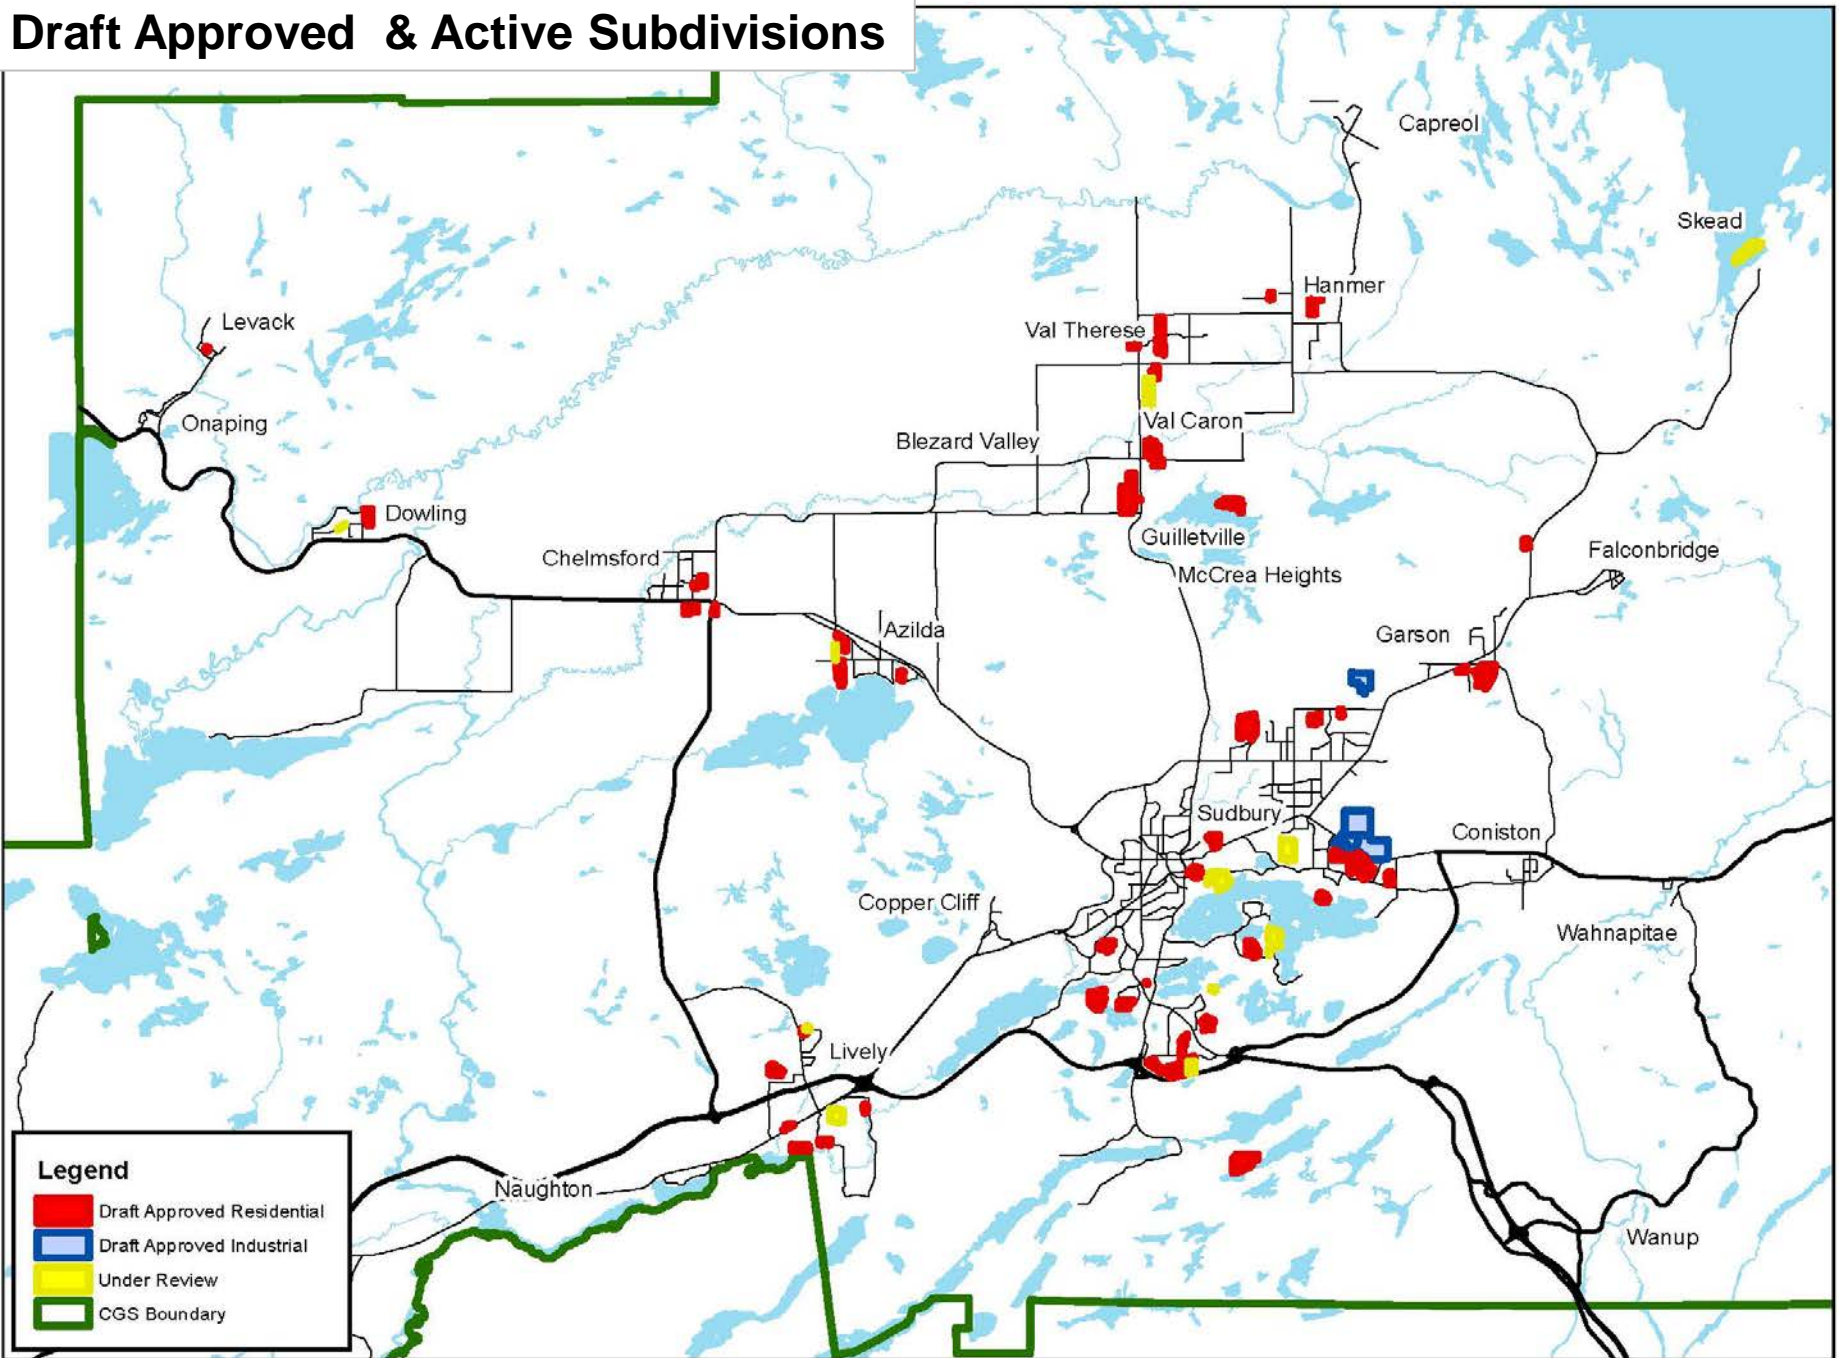 Draft Approved & Active Subdivisions
Capreol
Skead
Hanmer
Levack
Val Therese
Onaping
Val Caron
Blezard Valley
Dowling
Guilletville
Chelmsford
Falconbridge
McCrea Heights
Azilda
Garson
Sudbury
Coniston
Copper Cliff
Wahnapitae
Lively
Naughton
Wanup
Legend
Draft Approved Residential
Draft Approved Industrial
Under Review
CGS Boundary